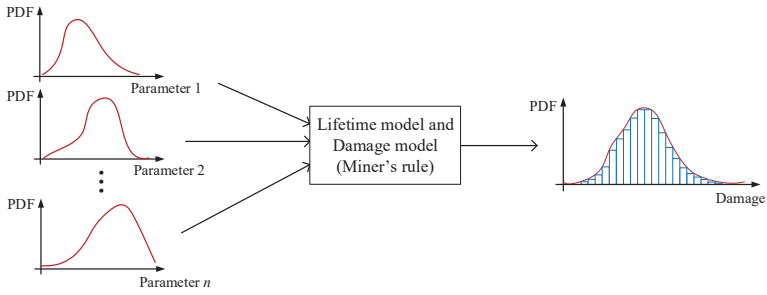 PDF
Parameter 1
PDF
Parameter 2
PDF
Parameter n
Lifetime model and
Damage model
(Miner's rule)
PDF
Damage